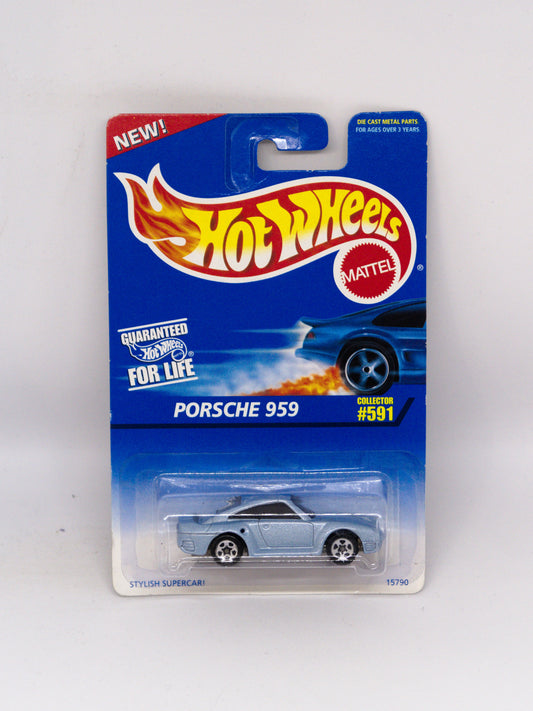 NEW!
DIE CAST METAL PARTS
FOR AGES OVER 3 YEARS
HOT WHEELS
MATTEL
®
GUARANTEED
HOT WHEELS®
FOR LIFE
PORSCHE 959
COLLECTOR
#591
STYLISH SUPERCAR!
15790